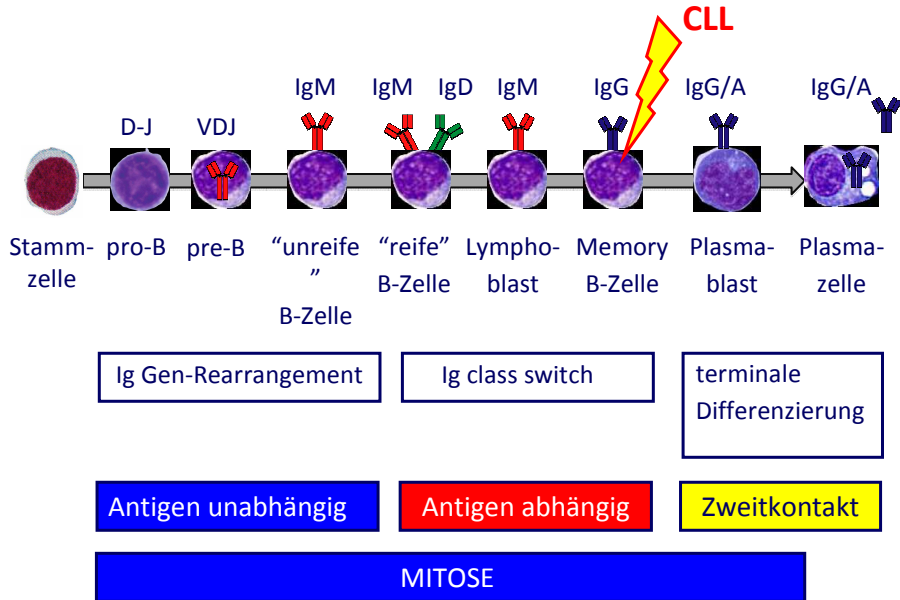 CLL
IgM IgM IgD IgM IgG IgG/A IgG/A
D-J VDJ
Stamm-
zelle
pro-B
pre-B
“unreife
”
B-Zelle
“reife”
B-Zelle
Lympho-
blast
Memory
B-Zelle
Plasma-
blast
Plasma-
zelle
Ig Gen-Rearrangement
Ig class switch
terminale
Differenzierung
Antigen unabhängig
Antigen abhängig
Zweitkontakt
MITOSE